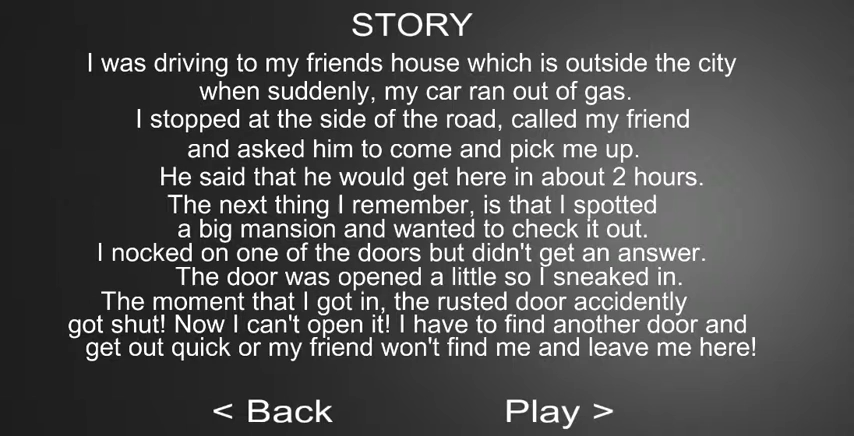 STORY
I was driving to my friends house which is outside the city
when suddenly, my car ran out of gas.
I stopped at the side of the road, called my friend
and asked him to come and pick me up.
He said that he would get here in about 2 hours.
The next thing I remember, is that I spotted
a big mansion and wanted to check it out.
I nocked on one of the doors but didn't get an answer.
The door was opened a little so I sneaked in.
The moment that I got in, the rusted door accidently
got shut! Now I can't open it! I have to find another door and
get out quick or my friend won't find me and leave me here!
< Back Play >